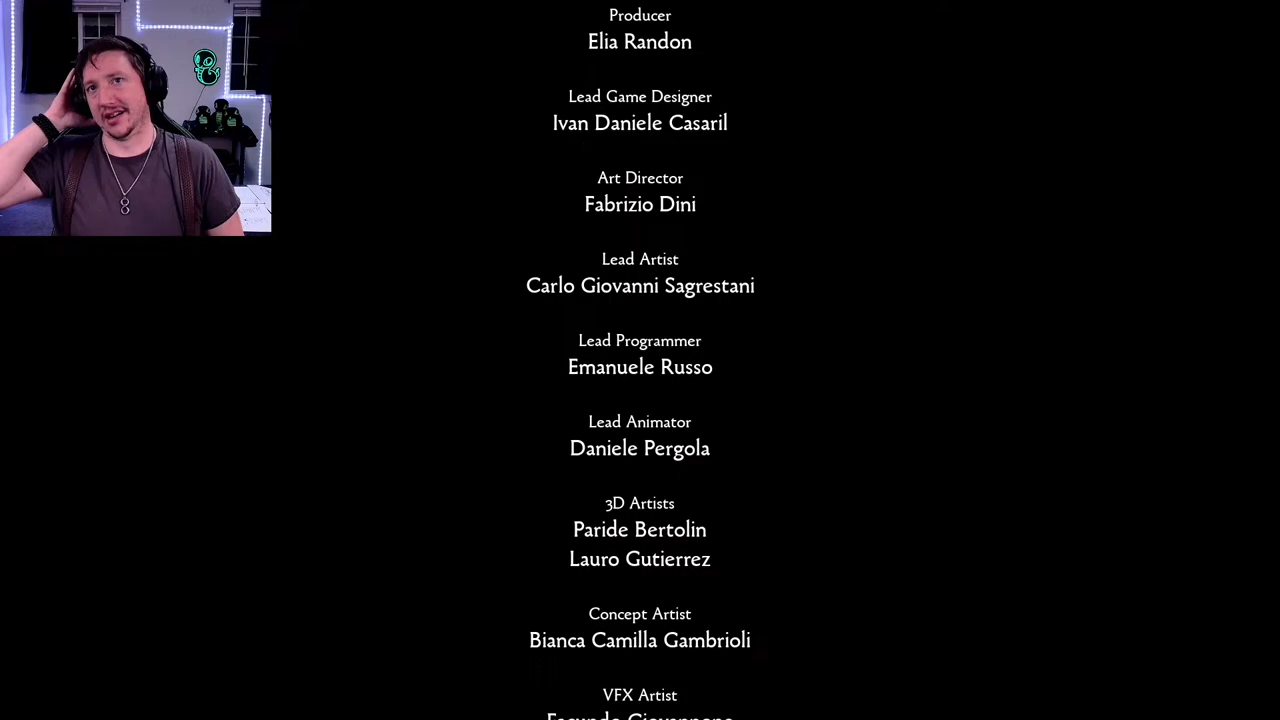 Producer
Elia Randon
Lead Game Designer
Ivan Daniele Casaril
Art Director
Fabrizio Dini
Lead Artist
Carlo Giovanni Sagrestani
Lead Programmer
Emanuele Russo
Lead Animator
Daniele Pergola
3D Artists
Paride Bertolin
Lauro Gutierrez
Concept Artist
Bianca Camilla Gambrioli
VFX Artist